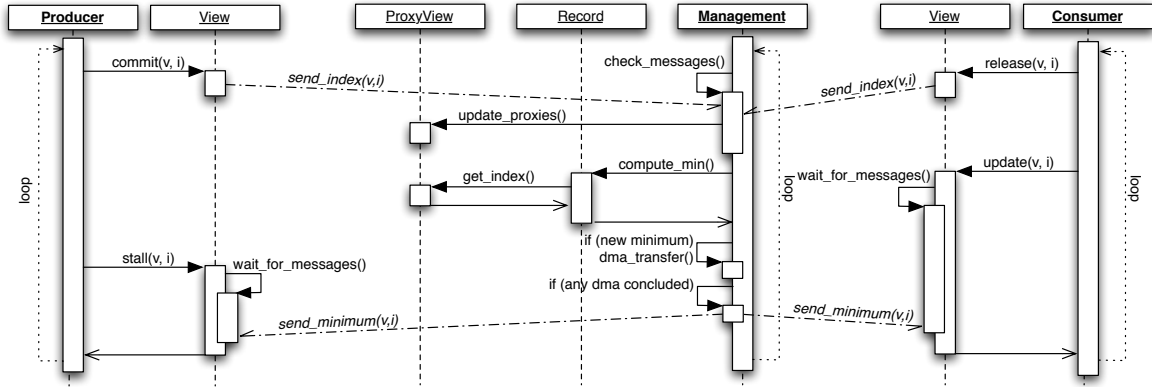 Producer
View
ProxyView
Record
Management
View
Consumer
commit(v, i)
send_index(v,i)
check_messages()
send_index(v,i)
release(v, i)
update_proxies()
loop
get_index()
compute_min()
loop
wait_for_messages()
update(v, i)
loop
stall(v, i)
wait_for_messages()
if (new minimum)
dma_transfer()
if (any dma concluded)
send_minimum(v,i)
send_minimum(v,i)